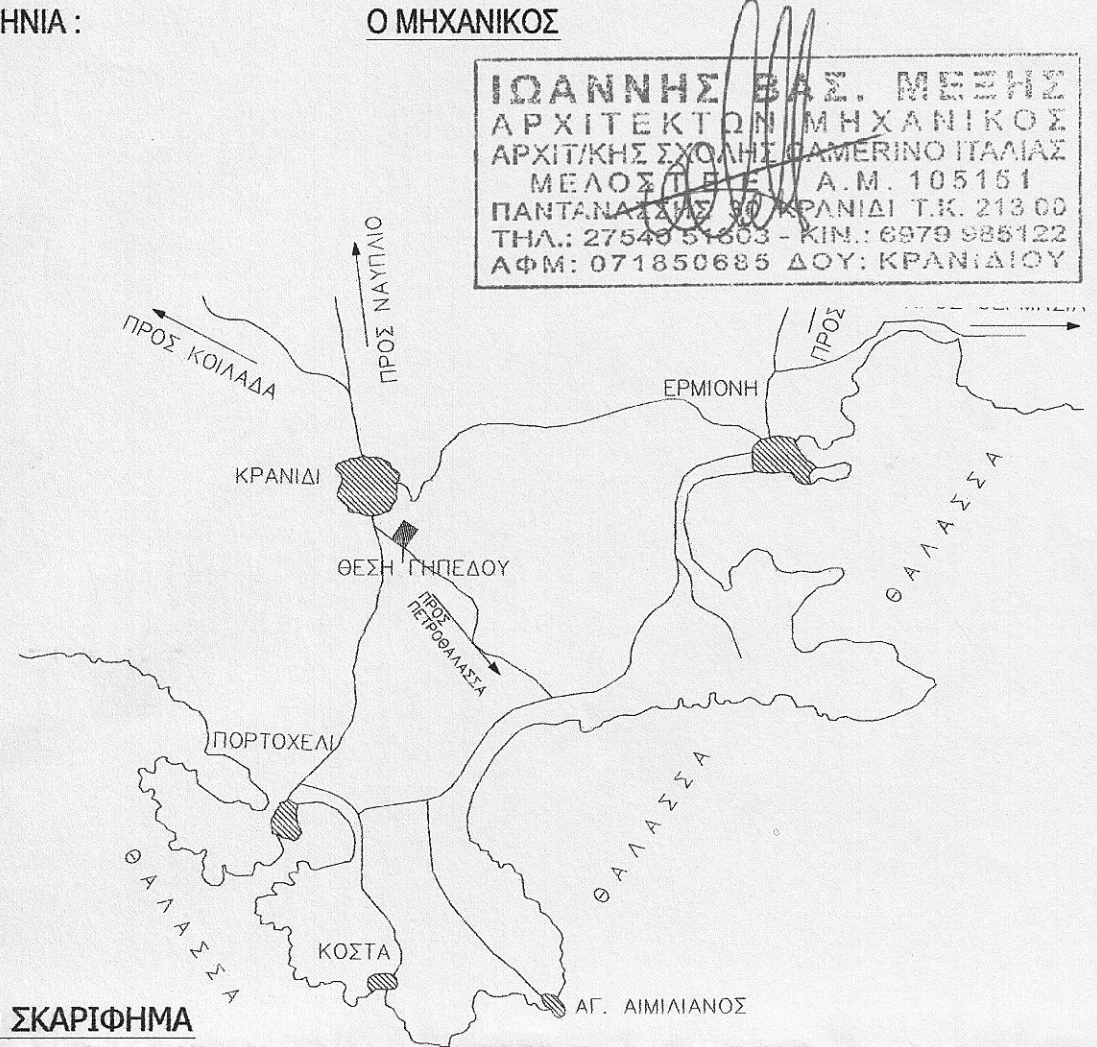 ΗΝΙΑ :
Ο ΜΗΧΑΝΙΚΟΣ
ΙΩΑΝΝΗΣ ΒΑΣ. ΜΕΞΗΣ
ΑΡΧΙΤΕΚΤΩΝ ΜΗΧΑΝΙΚΟΣ
ΑΡΧΙΤ/ΚΗΣ ΣΧΟΛΗΣ CAMERINO ΙΤΑΛΙΑΣ
ΜΕΛΟΣ Τ.Ε.Ε. Α.Μ. 105151
ΠΑΝΤΑΝΑΣΣΗΣ ΚΡΑΝΙΔΙ Τ.Κ. 213 00
ΤΗΛ.: 27540 51603 - ΚΙΝ.: 6979 985122
ΑΦΜ: 071850685 ΔΟΥ: ΚΡΑΝΙΔΙΟΥ
ΠΡΟΣ ΚΟΙΛΑΔΑ
ΠΡΟΣ ΝΑΥΠΛΙΟ
ΠΡΟΣ
ΕΡΜΙΟΝΗ
ΚΡΑΝΙΔΙ
ΘΑΛΑΣΣΑ
ΘΕΣΗ ΓΗΠΕΔΟΥ
ΠΡΟΣ
ΠΕΤΡΟΘΑΛΑΣΣΑ
ΠΟΡΤΟΧΕΛΙ
ΘΑΛΑΣΣΑ
ΘΑΛΑΣΣΑ
ΚΟΣΤΑ
ΑΓ. ΑΙΜΙΛΙΑΝΟΣ
ΣΚΑΡΙΦΗΜΑ